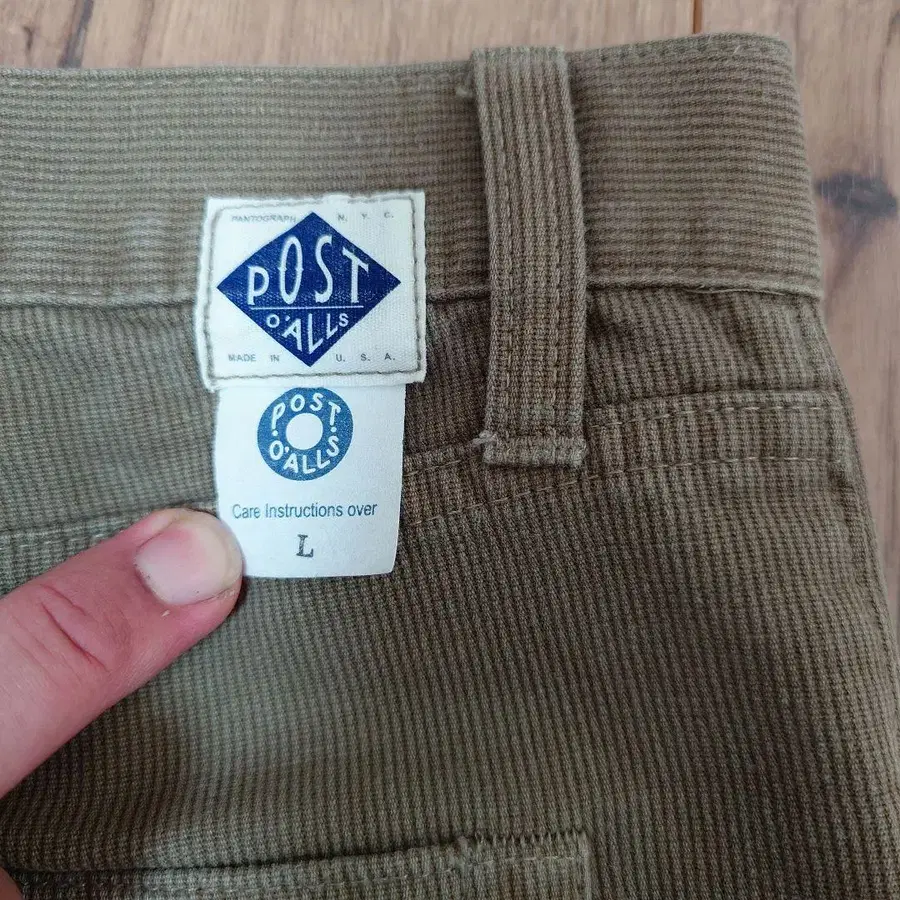 PANTOGRAPH N. Y. C.
POST
O'ALLS
MADE IN U. S. A.
POST
O'ALLS
Care Instructions over
L